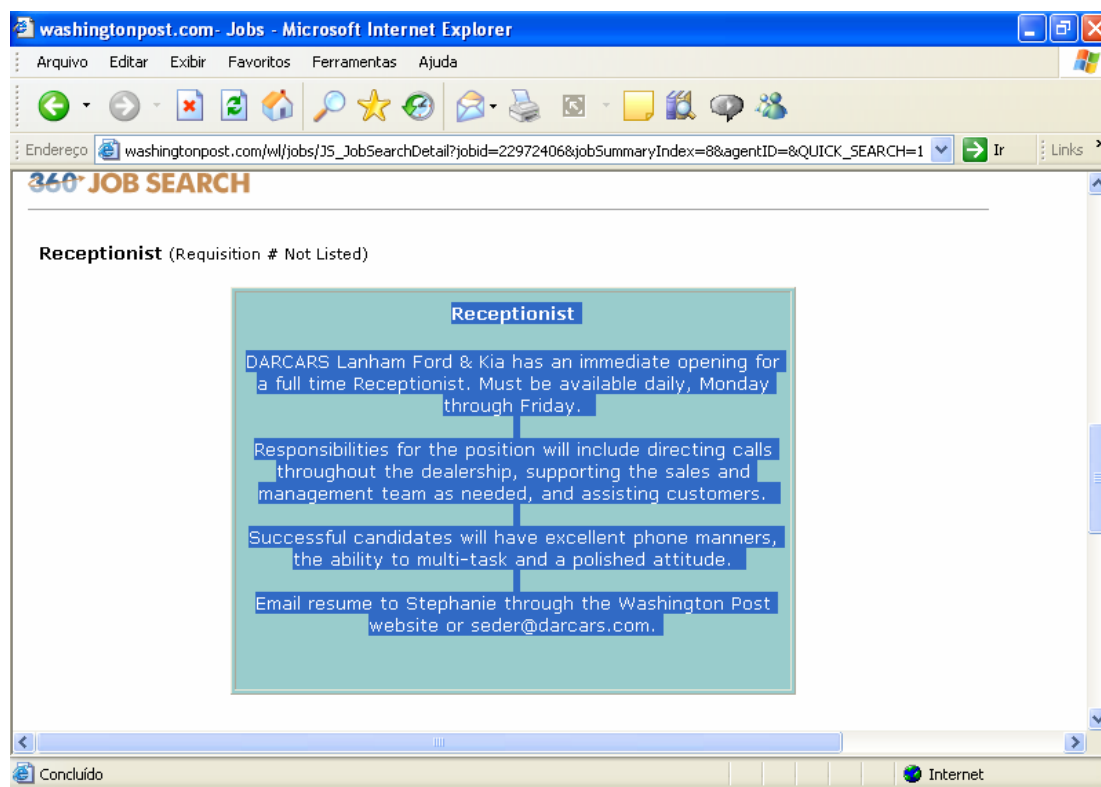 washingtonpost.com- Jobs - Microsoft Internet Explorer
Arquivo Editar Exibir Favoritos Ferramentas Ajuda
Endereço washingtonpost.com/wl/jobs/JS_JobSearchDetail?jobid=22972406&jobSummaryIndex=8&agentID=&QUICK_SEARCH=1 Ir Links
360° JOB SEARCH
Receptionist (Requisition # Not Listed)
Receptionist
DARCARS Lanham Ford & Kia has an immediate opening for
a full time Receptionist. Must be available daily, Monday
through Friday.
Responsibilities for the position will include directing calls
throughout the dealership, supporting the sales and
management team as needed, and assisting customers.
Successful candidates will have excellent phone manners,
the ability to multi-task and a polished attitude.
Email resume to Stephanie through the Washington Post
website or seder@darcars.com.
Concluído Internet